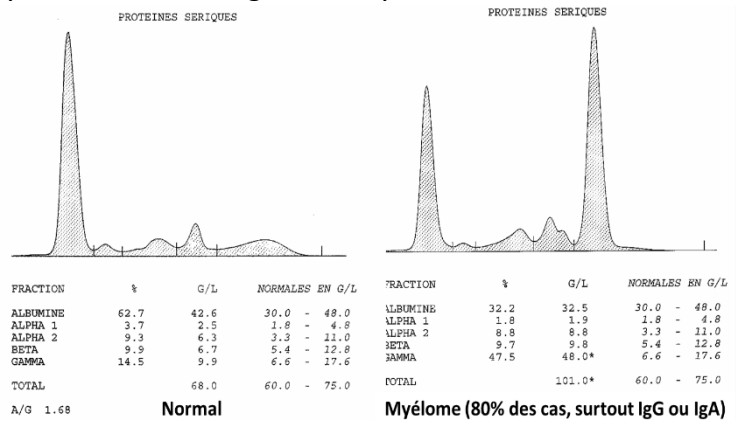 PROTEINES SERIQUES
FRACTION % G/L NORMALES EN G/L
ALBUMINE 62.7 42.6 30.0 - 48.0
ALPHA 1 3.7 2.5 1.8 - 4.8
ALPHA 2 9.3 6.3 3.3 - 11.0
BETA 9.9 6.7 5.4 - 12.8
GAMMA 14.5 9.9 6.6 - 17.6
TOTAL 68.0 60.0 - 75.0
A/G 1.68 Normal
PROTEINES SERIQUES
FRACTION % G/L NORMALES EN G/L
ALBUMINE 32.2 32.5 30.0 - 48.0
ALPHA 1 1.8 1.9 1.8 - 4.8
ALPHA 2 8.8 8.8 3.3 - 11.0
BETA 9.7 9.8 5.4 - 12.8
GAMMA 47.5 48.0* 6.6 - 17.6
TOTAL 101.0* 60.0 - 75.0
Myélome (80% des cas, surtout IgG ou IgA)